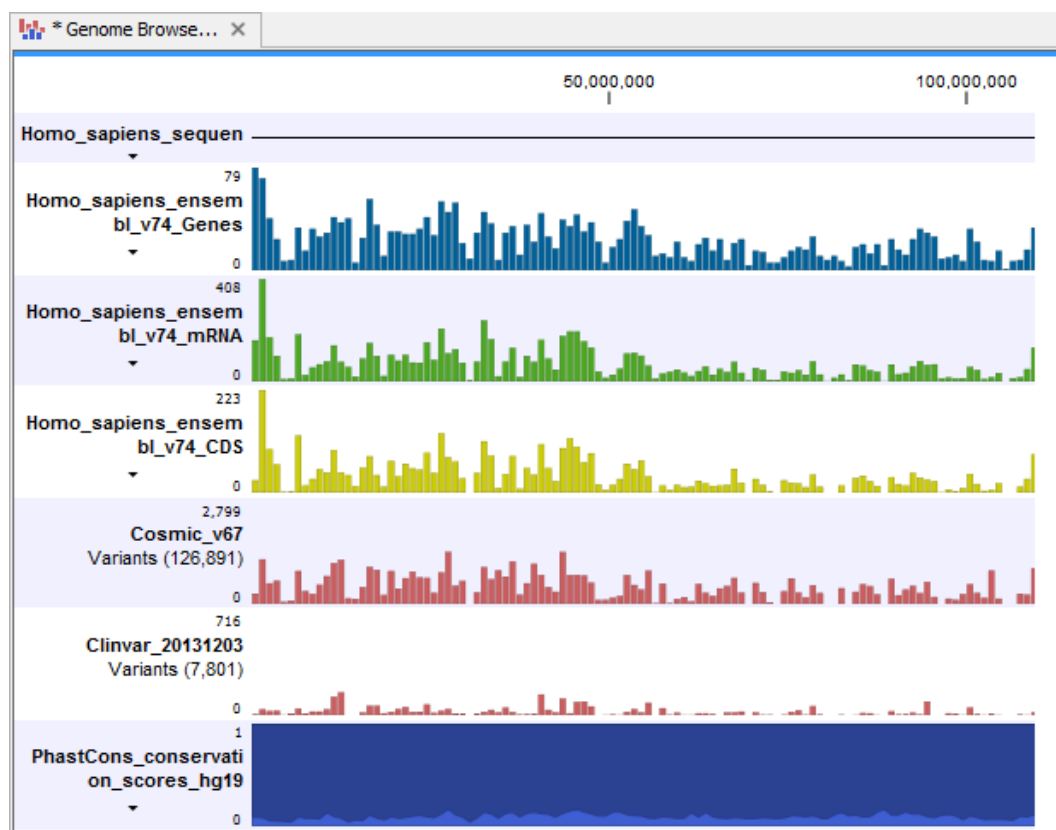 * Genome Browse...
50,000,000 100,000,000
Homo_sapiens_sequen
79
Homo_sapiens_ensem
bl_v74_Genes
0
408
Homo_sapiens_ensem
bl_v74_mRNA
0
223
Homo_sapiens_ensem
bl_v74_CDS
0
2,799
Cosmic_v67
Variants (126,891)
0
716
Clinvar_20131203
Variants (7,801)
0
1
PhastCons_conservati
on_scores_hg19
0